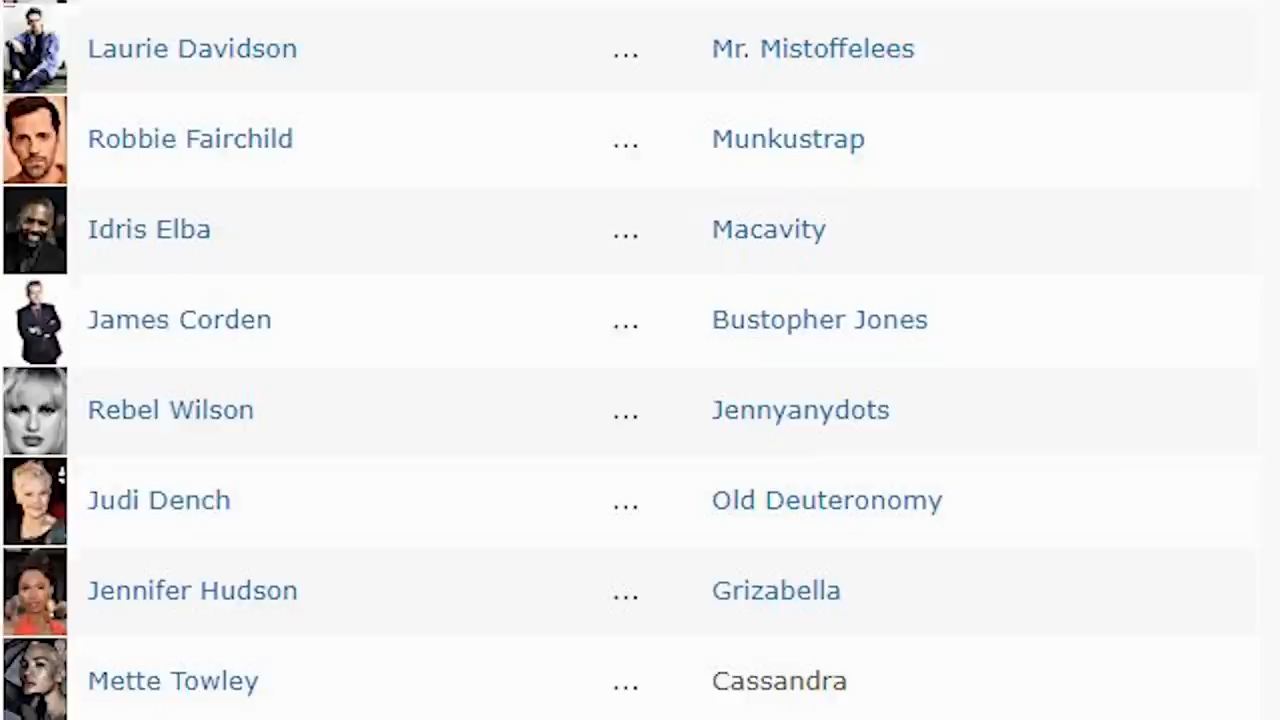 Laurie Davidson ... Mr. Mistoffelees
Robbie Fairchild ... Munkustrap
Idris Elba ... Macavity
James Corden ... Bustopher Jones
Rebel Wilson ... Jennyanydots
Judi Dench ... Old Deuteronomy
Jennifer Hudson ... Grizabella
Mette Towley ... Cassandra